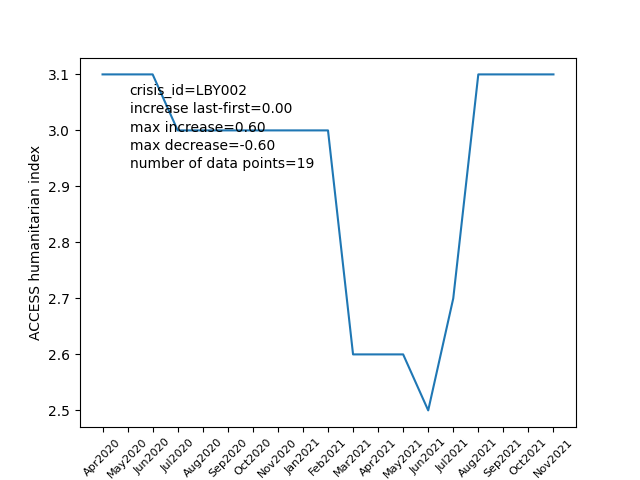 3.1
3.0
2.9
2.8
2.7
2.6
2.5
ACCESS humanitarian index
crisis_id=LBY002
increase last-first=0.00
max increase=0.60
max decrease=-0.60
number of data points=19
Apr2020
May2020
Jun2020
Jul2020
Aug2020
Sep2020
Oct2020
Nov2020
Jan2021
Feb2021
Mar2021
Apr2021
May2021
Jun2021
Jul2021
Aug2021
Sep2021
Oct2021
Nov2021